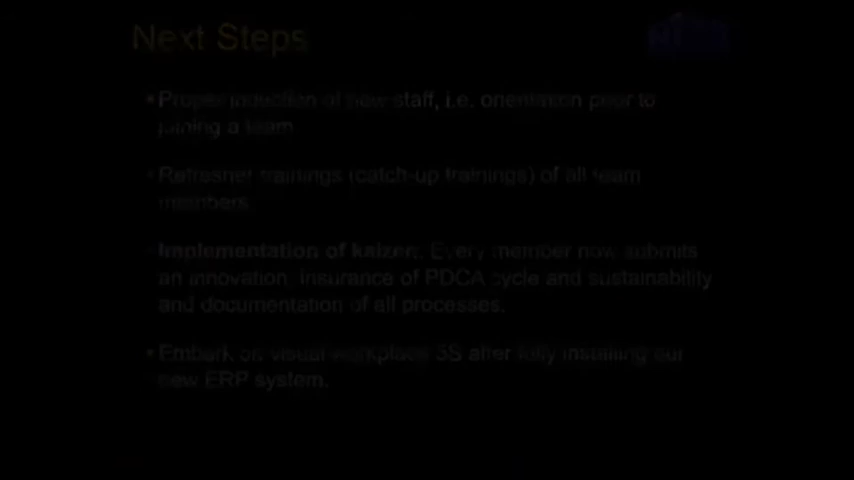 Next Steps
Proper induction of new staff, i.e. orientation prior to
joining a team
Refresher trainings (catch-up trainings) of all team
members
Implementation of kaizen. Every member now submits
an innovation. Insurance of PDCA cycle and sustainability
and documentation of all processes.
Embark on visual workplace 5S after fully installing our
new ERP system.